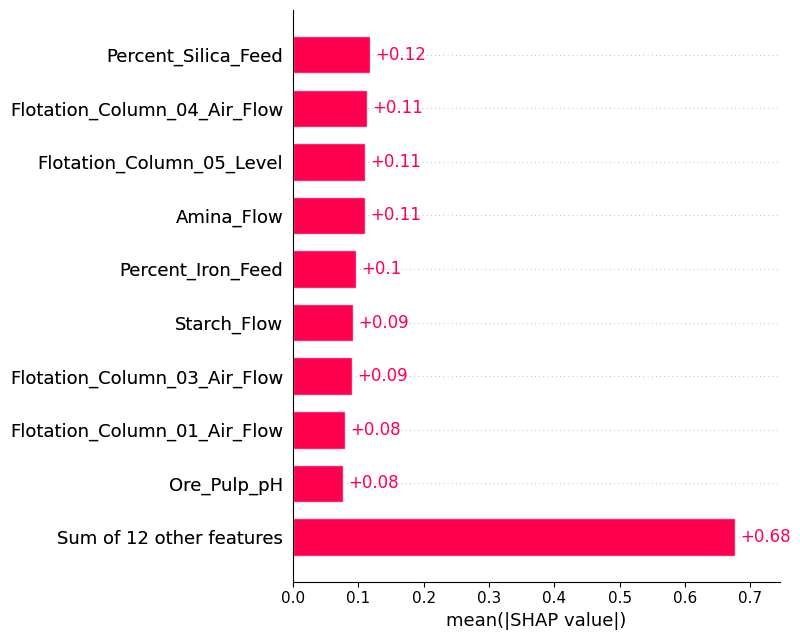 Percent_Silica_Feed +0.12
Flotation_Column_04_Air_Flow +0.11
Flotation_Column_05_Level +0.11
Amina_Flow +0.11
Percent_Iron_Feed +0.1
Starch_Flow +0.09
Flotation_Column_03_Air_Flow +0.09
Flotation_Column_01_Air_Flow +0.08
Ore_Pulp_pH +0.08
Sum of 12 other features +0.68
0.0 0.1 0.2 0.3 0.4 0.5 0.6 0.7
mean(|SHAP value|)